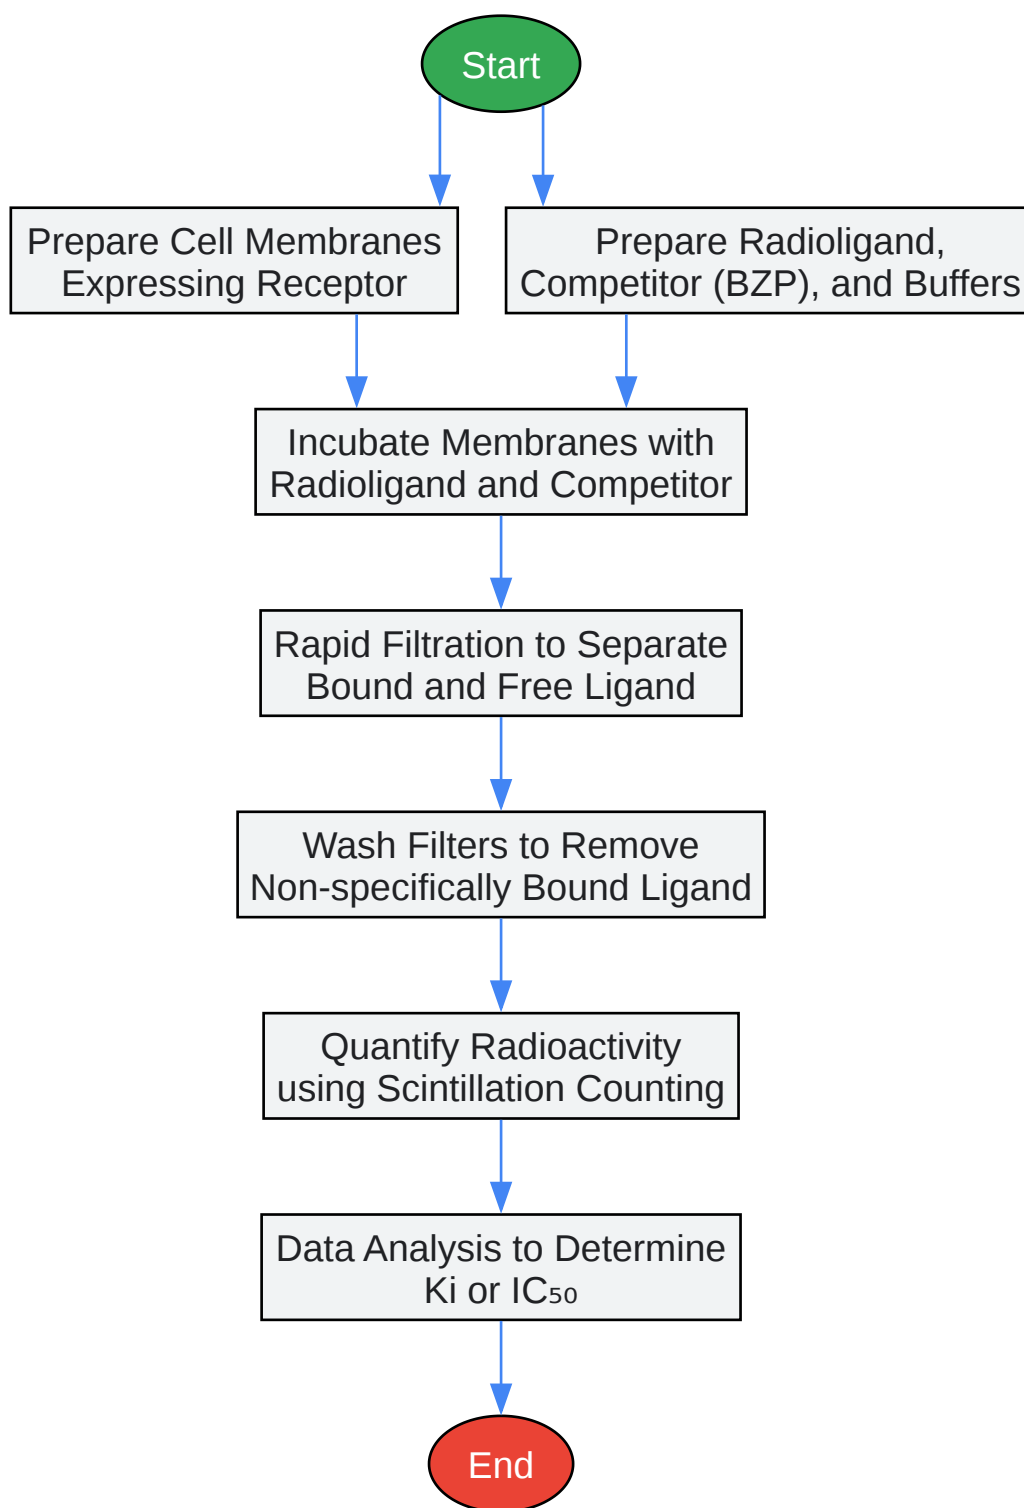 Start
Prepare Cell Membranes
Expressing Receptor
Prepare Radioligand,
Competitor (BZP), and Buffers
Incubate Membranes with
Radioligand and Competitor
Rapid Filtration to Separate
Bound and Free Ligand
Wash Filters to Remove
Non-specifically Bound Ligand
Quantify Radioactivity
using Scintillation Counting
Data Analysis to Determine
Ki or IC₅₀
End